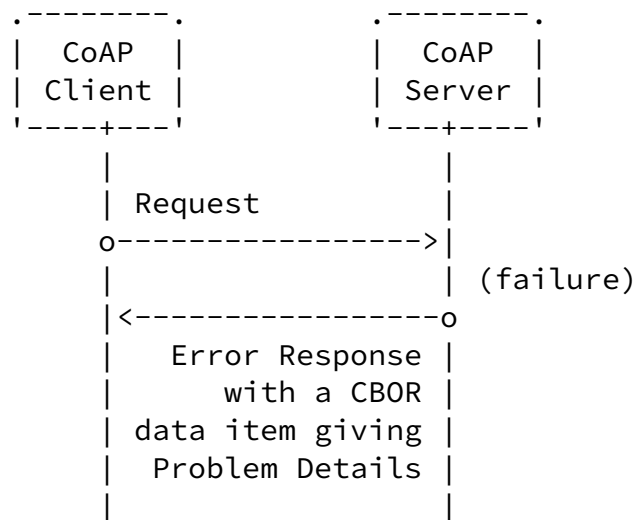 CoAP CoAP
Client Server
Request
(failure)
Error Response
with a CBOR
data item giving
Problem Details